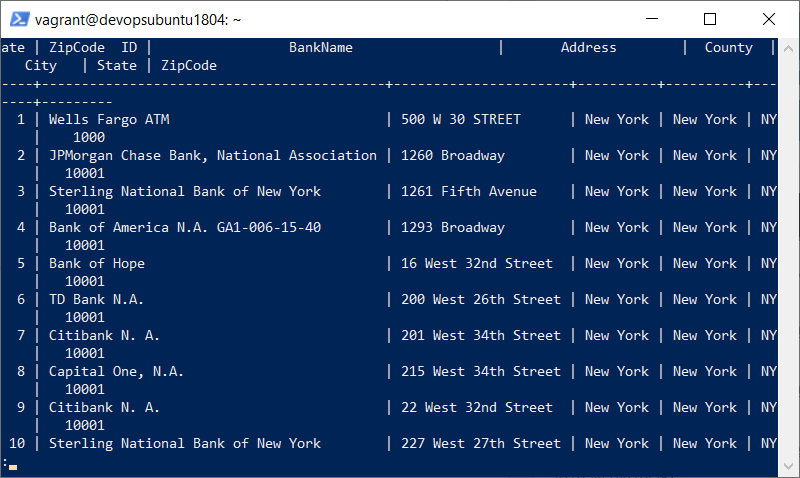 vagrant@devopsubuntu1804: ~
ate | ZipCode  ID |                 BankName                  |       Address        |  County  |
   City   | State | ZipCode
----+-------------------------------------------+----------------------+----------+----------+---
----+---------
  1 | Wells Fargo ATM                           | 500 W 30 STREET      | New York | New York | NY
    |    1000
  2 | JPMorgan Chase Bank, National Association | 1260 Broadway        | New York | New York | NY
    |   10001
  3 | Sterling National Bank of New York        | 1261 Fifth Avenue    | New York | New York | NY
    |   10001
  4 | Bank of America N.A. GA1-006-15-40        | 1293 Broadway        | New York | New York | NY
    |   10001
  5 | Bank of Hope                              | 16 West 32nd Street  | New York | New York | NY
    |   10001
  6 | TD Bank N.A.                              | 200 West 26th Street | New York | New York | NY
    |   10001
  7 | Citibank N. A.                            | 201 West 34th Street | New York | New York | NY
    |   10001
  8 | Capital One, N.A.                         | 215 West 34th Street | New York | New York | NY
    |   10001
  9 | Citibank N. A.                            | 22 West 32nd Street  | New York | New York | NY
    |   10001
 10 | Sterling National Bank of New York        | 227 West 27th Street | New York | New York | NY
: